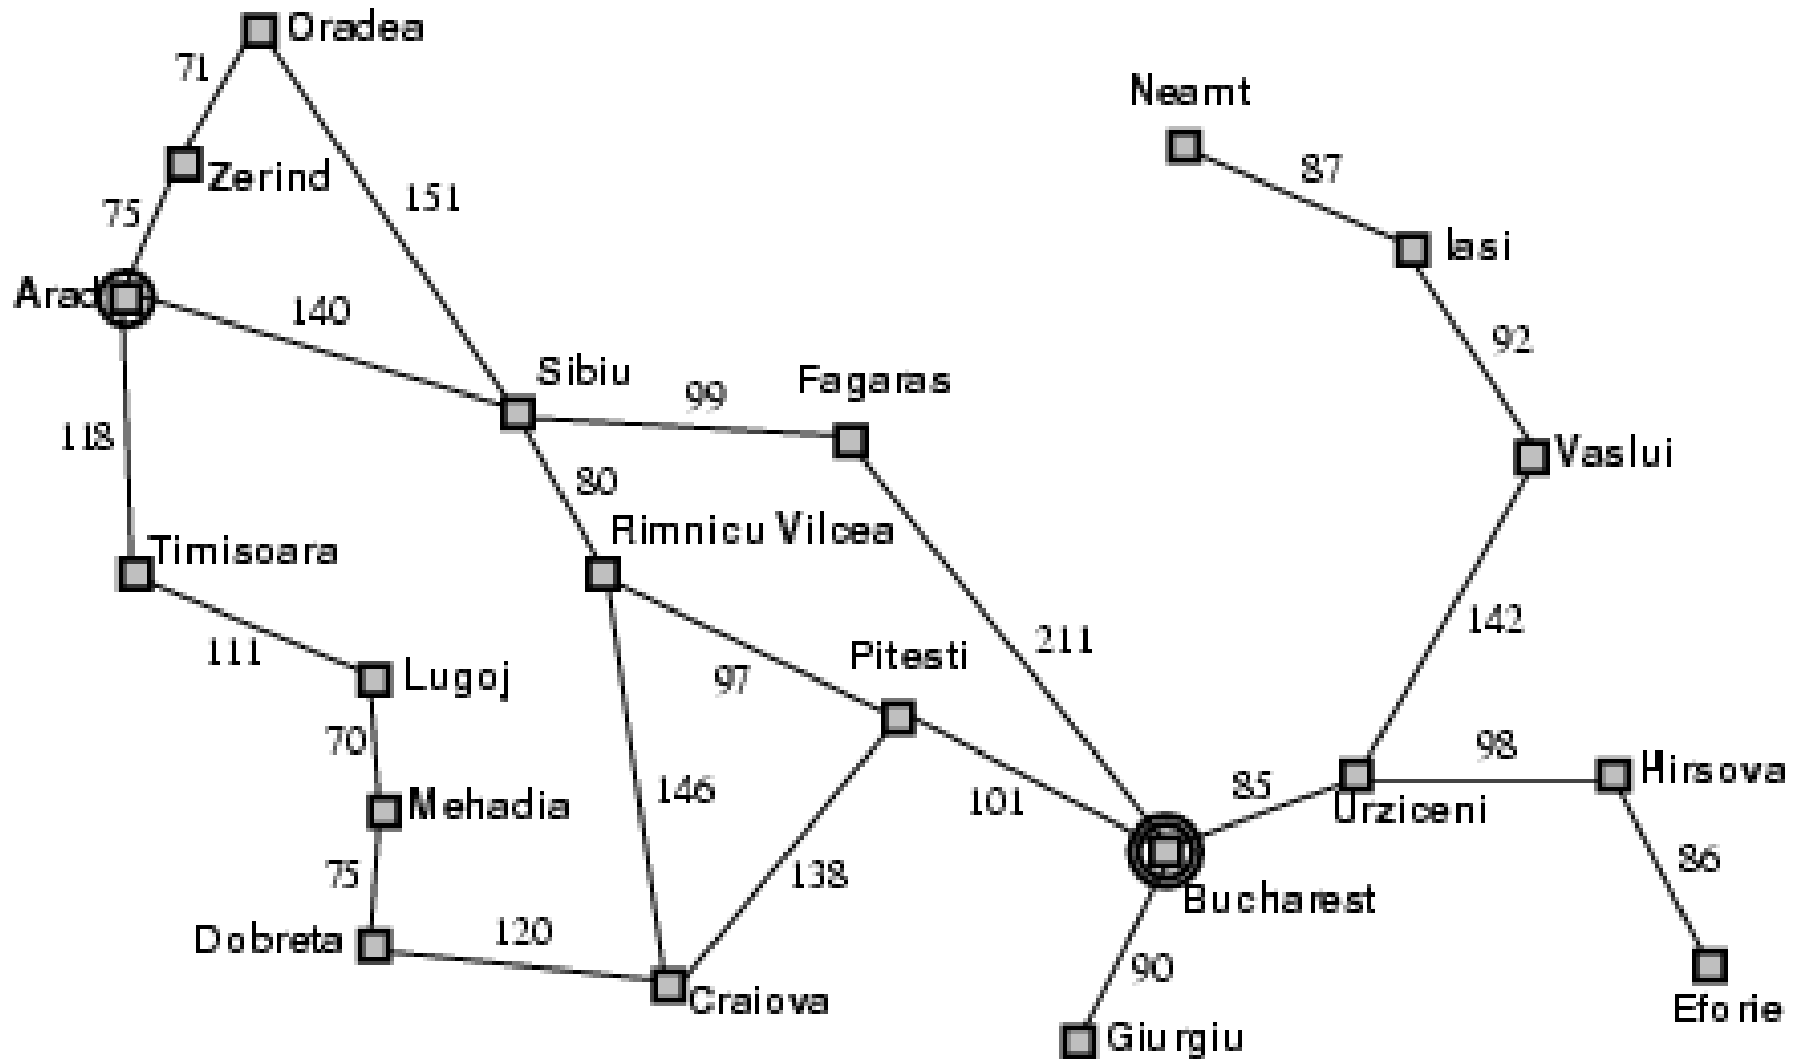 Oradea
71
Neamt
87
Zerind
151
75
Iasi
Arad
140
92
Sibiu
Fagaras
99
118
Vaslui
80
Rimnicu Vilcea
Timisoara
142
211
111
Pitesti
Lugoj
97
70
98
Hirsova
85
146
Mehadia
101
Urziceni
86
75
138
Bucharest
Dobreta
120
90
Craiova
Eforie
Giurgiu